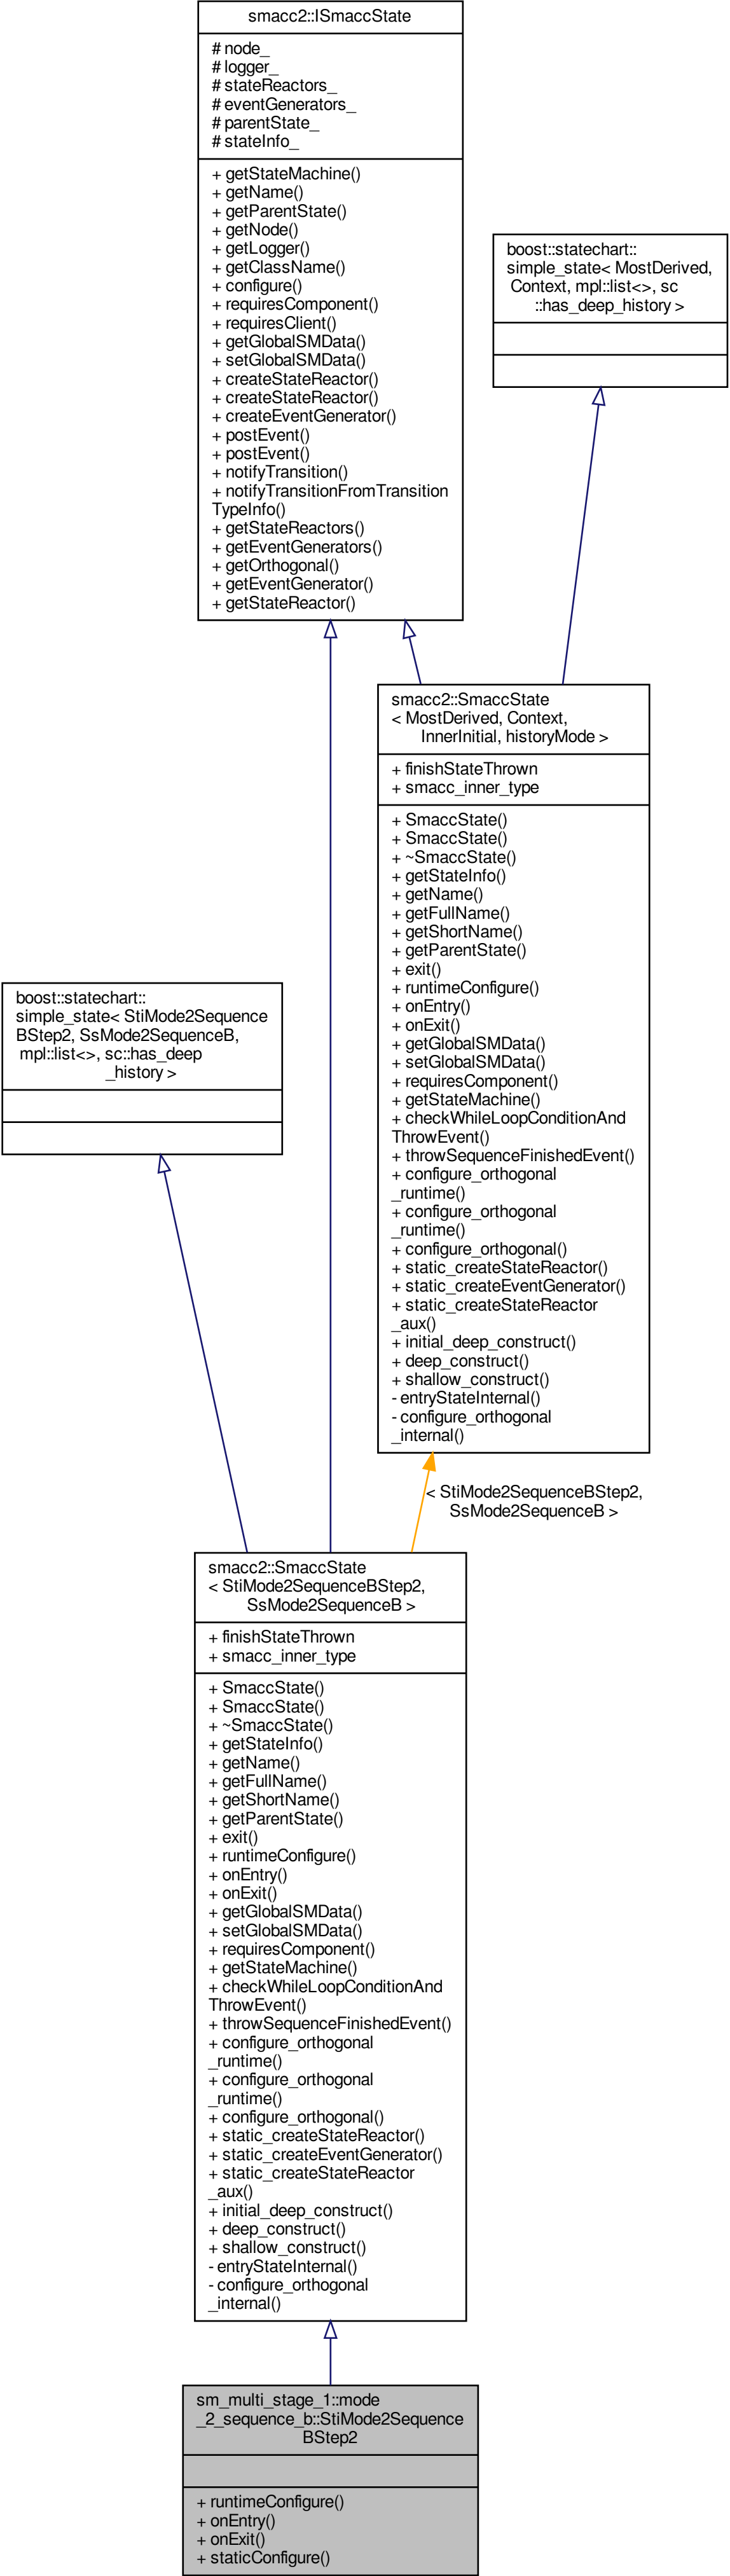 smacc2::ISmaccState
# node_
# logger_
# stateReactors_
# eventGenerators_
# parentState_
# stateInfo_
+ getStateMachine()
+ getName()
+ getParentState()
+ getNode()
+ getLogger()
+ getClassName()
+ configure()
+ requiresComponent()
+ requiresClient()
+ getGlobalSMData()
+ setGlobalSMData()
+ createStateReactor()
+ createStateReactor()
+ createEventGenerator()
+ postEvent()
+ postEvent()
+ notifyTransition()
+ notifyTransitionFromTransition
TypeInfo()
+ getStateReactors()
+ getEventGenerators()
+ getOrthogonal()
+ getEventGenerator()
+ getStateReactor()
boost::statechart::
simple_state< MostDerived,
Context, mpl::list<>, sc
::has_deep_history >
smacc2::SmaccState
< MostDerived, Context,
InnerInitial, historyMode >
+ finishStateThrown
+ smacc_inner_type
+ SmaccState()
+ SmaccState()
+ ~SmaccState()
+ getStateInfo()
+ getName()
+ getFullName()
+ getShortName()
+ getParentState()
+ exit()
+ runtimeConfigure()
+ onEntry()
+ onExit()
+ getGlobalSMData()
+ setGlobalSMData()
+ requiresComponent()
+ getStateMachine()
+ checkWhileLoopConditionAnd
ThrowEvent()
+ throwSequenceFinishedEvent()
+ configure_orthogonal
_runtime()
+ configure_orthogonal
_runtime()
+ configure_orthogonal()
+ static_createStateReactor()
+ static_createEventGenerator()
+ static_createStateReactor
_aux()
+ initial_deep_construct()
+ deep_construct()
+ shallow_construct()
- entryStateInternal()
- configure_orthogonal
_internal()
boost::statechart::
simple_state< StiMode2Sequence
BStep2, SsMode2SequenceB,
mpl::list<>, sc::has_deep
_history >
< StiMode2SequenceBStep2,
SsMode2SequenceB >
smacc2::SmaccState
< StiMode2SequenceBStep2,
SsMode2SequenceB >
+ finishStateThrown
+ smacc_inner_type
+ SmaccState()
+ SmaccState()
+ ~SmaccState()
+ getStateInfo()
+ getName()
+ getFullName()
+ getShortName()
+ getParentState()
+ exit()
+ runtimeConfigure()
+ onEntry()
+ onExit()
+ getGlobalSMData()
+ setGlobalSMData()
+ requiresComponent()
+ getStateMachine()
+ checkWhileLoopConditionAnd
ThrowEvent()
+ throwSequenceFinishedEvent()
+ configure_orthogonal
_runtime()
+ configure_orthogonal
_runtime()
+ configure_orthogonal()
+ static_createStateReactor()
+ static_createEventGenerator()
+ static_createStateReactor
_aux()
+ initial_deep_construct()
+ deep_construct()
+ shallow_construct()
- entryStateInternal()
- configure_orthogonal
_internal()
sm_multi_stage_1::mode
_2_sequence_b::StiMode2Sequence
BStep2
+ runtimeConfigure()
+ onEntry()
+ onExit()
+ staticConfigure()